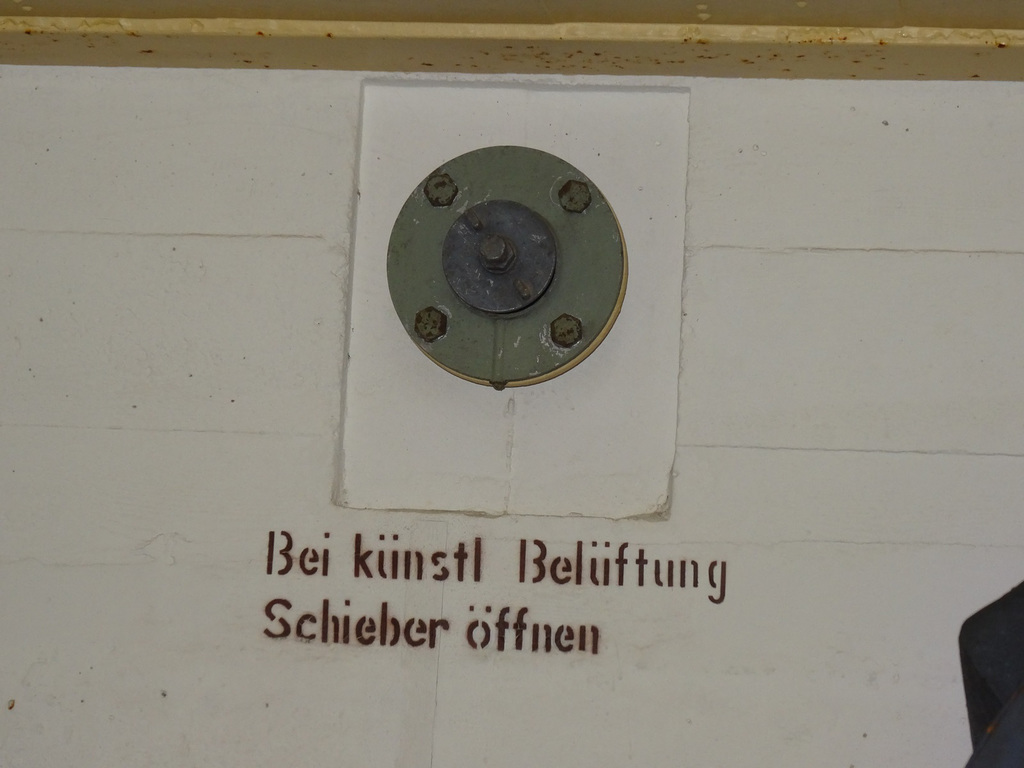 Bei künstl Belüftung
Schieber öffnen